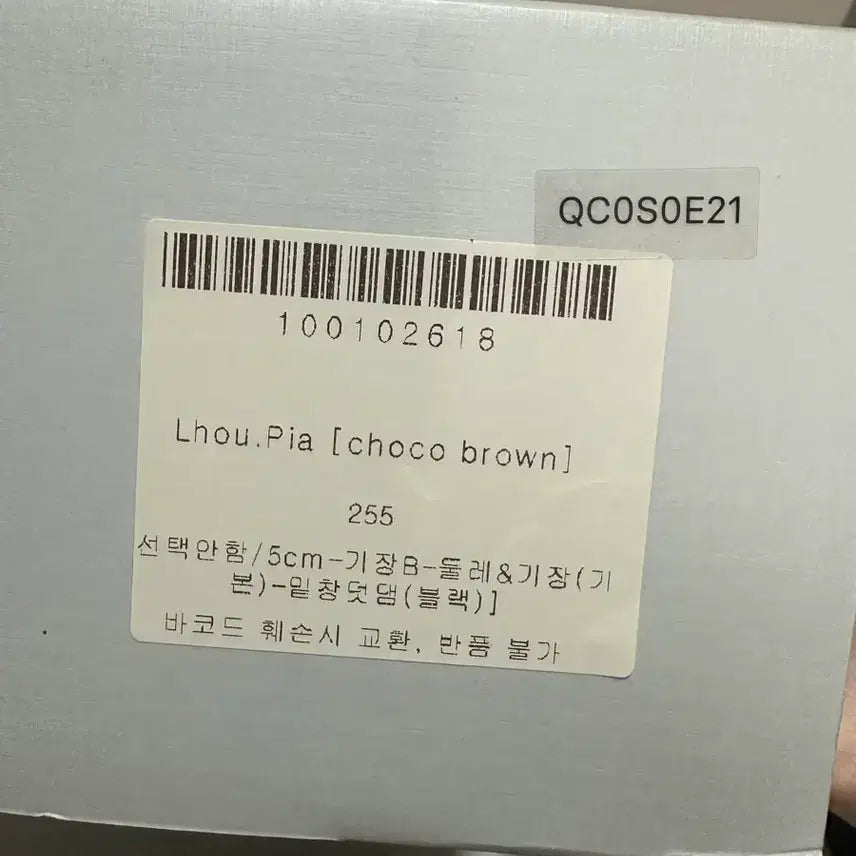 QC0S0E21
100102618
Lhou.Pia [choco brown]
255
선택안함/5cm-기장B-둘레&기장(기
본)-밑창덧댐(블랙)]
바코드 훼손시 교환, 반품 불가